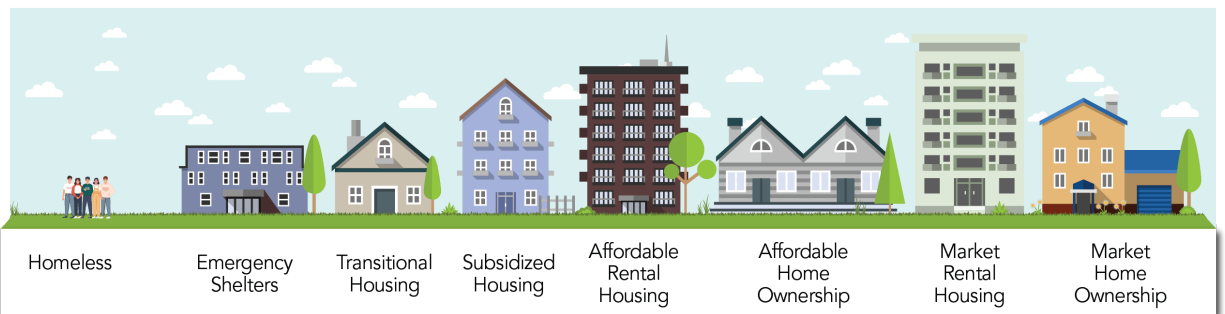 Homeless
Emergency
Shelters
Transitional
Housing
Subsidized
Housing
Affordable
Rental
Housing
Affordable
Home
Ownership
Market
Rental
Housing
Market
Home
Ownership